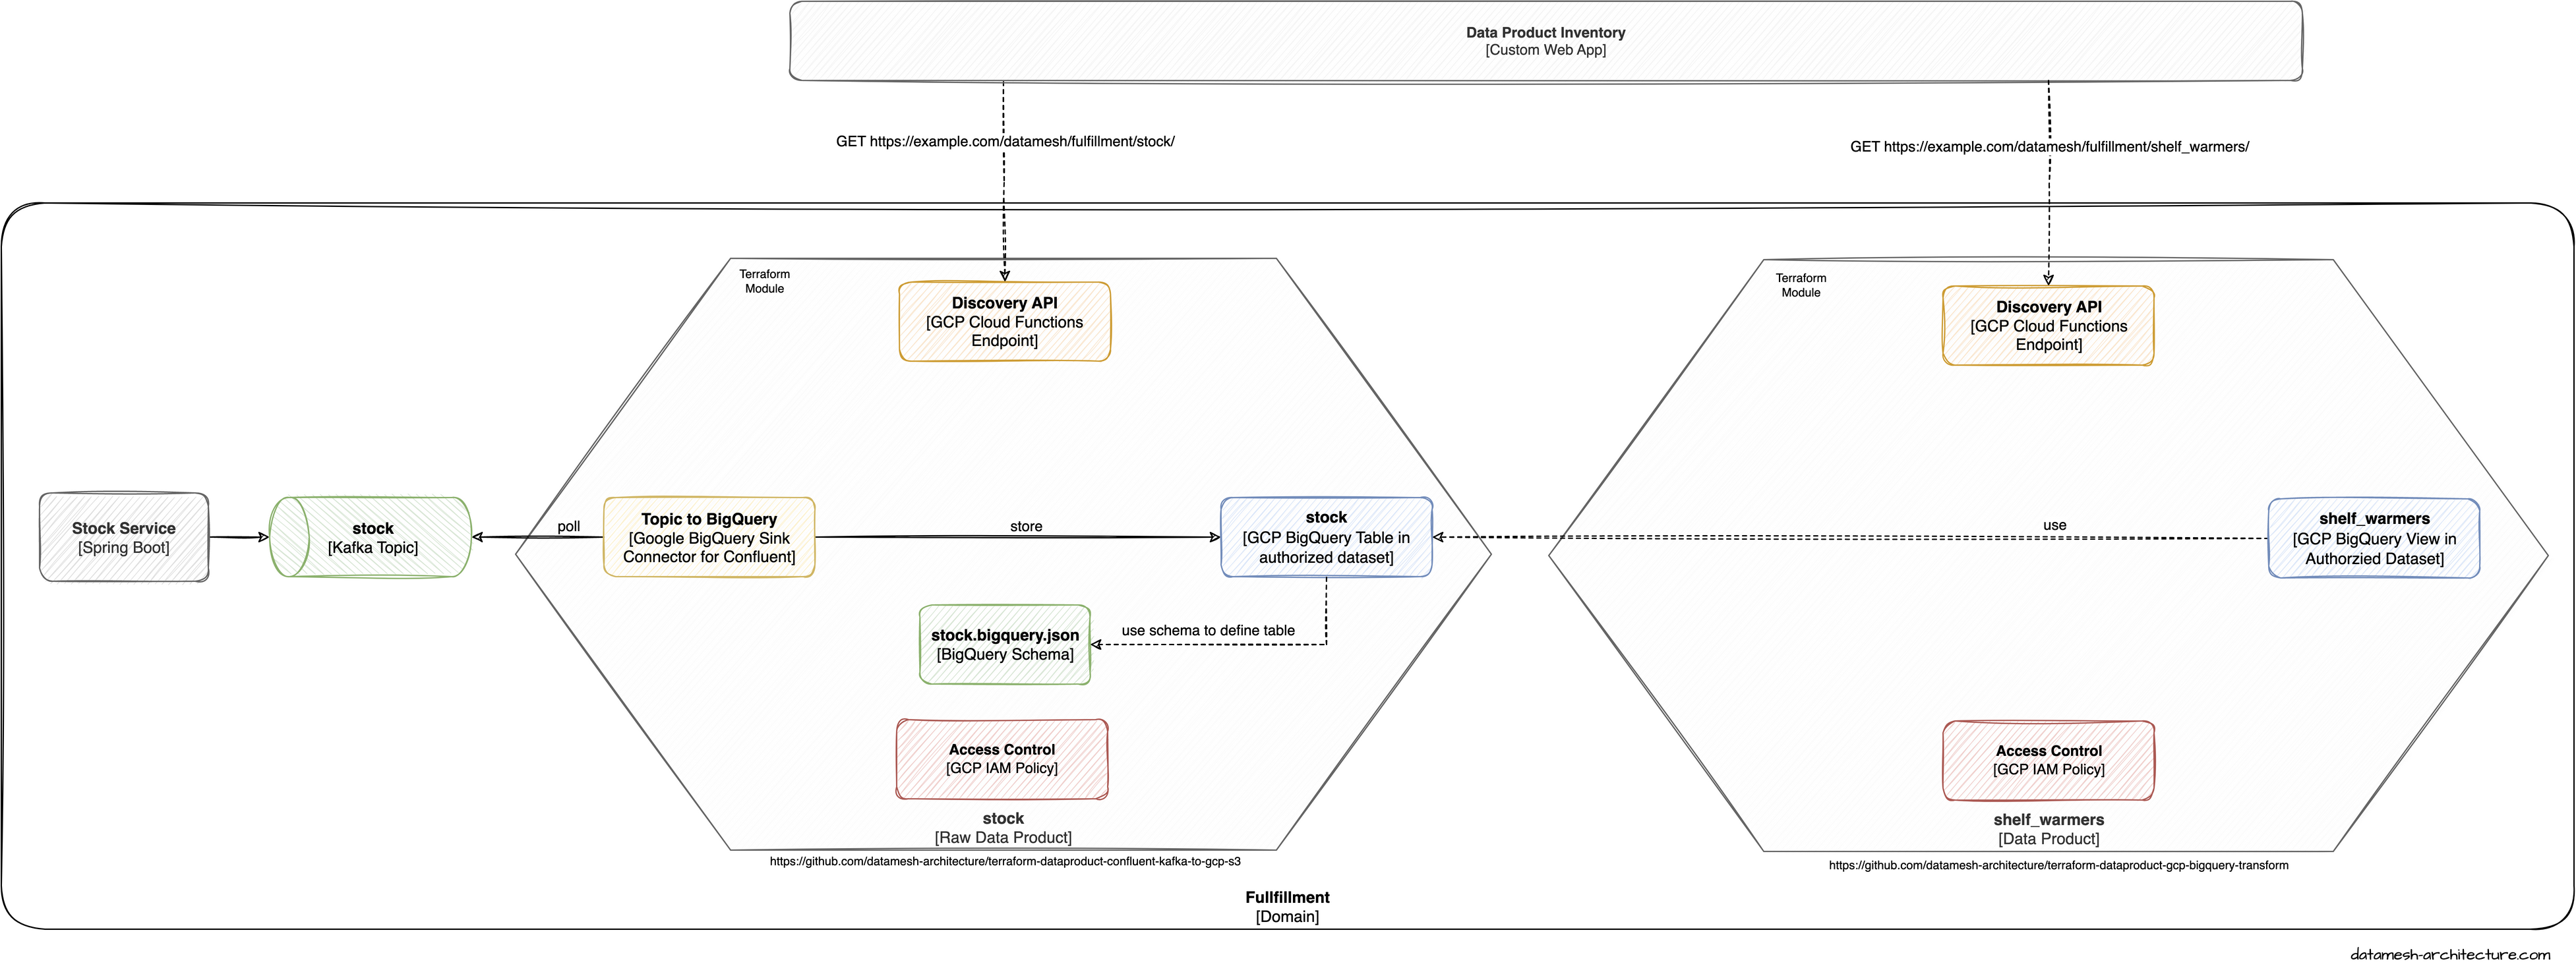 Data Product Inventory
[Custom Web App]
GET https://example.com/datamesh/fulfillment/stock/
GET https://example.com/datamesh/fulfillment/shelf_warmers/
Terraform
Module
Discovery API
[GCP Cloud Functions
Endpoint]
Terraform
Module
Discovery API
[GCP Cloud Functions
Endpoint]
Stock Service
[Spring Boot]
stock
[Kafka Topic]
poll
Topic to BigQuery
[Google BigQuery Sink
Connector for Confluent]
store
stock
[GCP BigQuery Table in
authorized dataset]
use
shelf_warmers
[GCP BigQuery View in
Authorzied Dataset]
stock.bigquery.json
[BigQuery Schema]
use schema to define table
Access Control
[GCP IAM Policy]
stock
[Raw Data Product]
https://github.com/datamesh-architecture/terraform-dataproduct-confluent-kafka-to-gcp-s3
Access Control
[GCP IAM Policy]
shelf_warmers
[Data Product]
https://github.com/datamesh-architecture/terraform-dataproduct-gcp-bigquery-transform
Fullfillment
[Domain]
datamesh-architecture.com